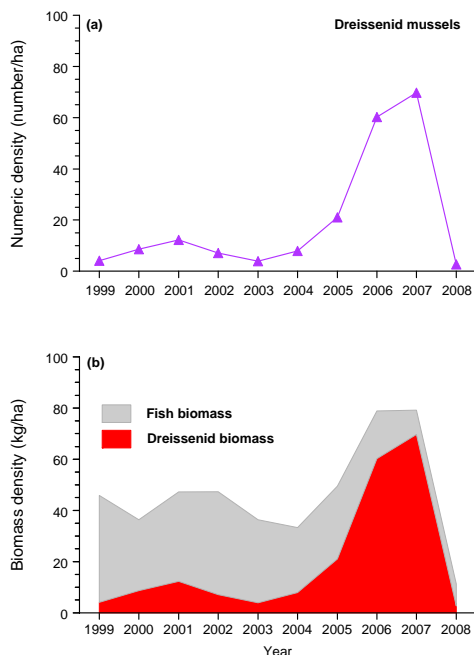 (a)
Dreissenid mussels
Numeric density (number/ha)
100
80
60
40
20
0
1999 2000 2001 2002 2003 2004 2005 2006 2007 2008
(b)
Fish biomass
Dreissenid biomass
Biomass density (kg/ha)
100
80
60
40
20
0
1999 2000 2001 2002 2003 2004 2005 2006 2007 2008
Year